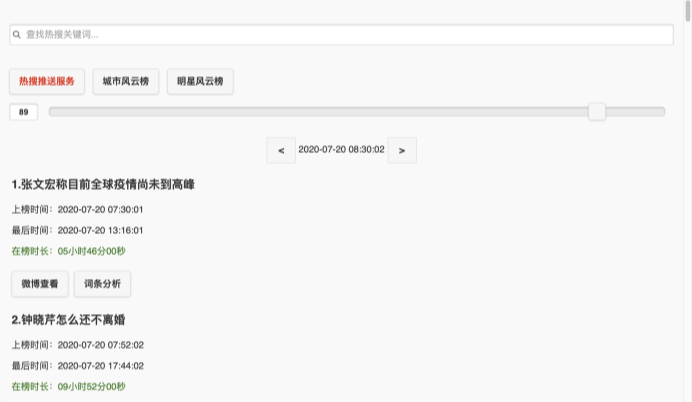 查找热搜关键词...
热搜推送服务 城市风云榜 明星风云榜
89
< 2020-07-20 08:30:02 >
1.张文宏称目前全球疫情尚未到高峰
上榜时间：2020-07-20 07:30:01
最后时间：2020-07-20 13:16:01
在榜时长：05小时46分00秒
微博查看 词条分析
2.钟晓芹怎么还不离婚
上榜时间：2020-07-20 07:52:02
最后时间：2020-07-20 17:44:02
在榜时长：09小时52分00秒